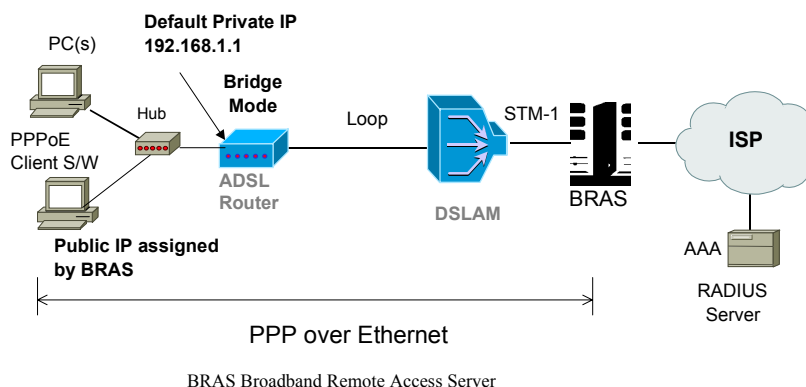 Default Private IP
192.168.1.1
PC(s)
Bridge
Mode
Hub
Loop
STM-1
ISP
PPPoE
Client S/W
ADSL
Router
DSLAM
BRAS
Public IP assigned
by BRAS
AAA
RADIUS
Server
PPP over Ethernet
BRAS Broadband Remote Access Server